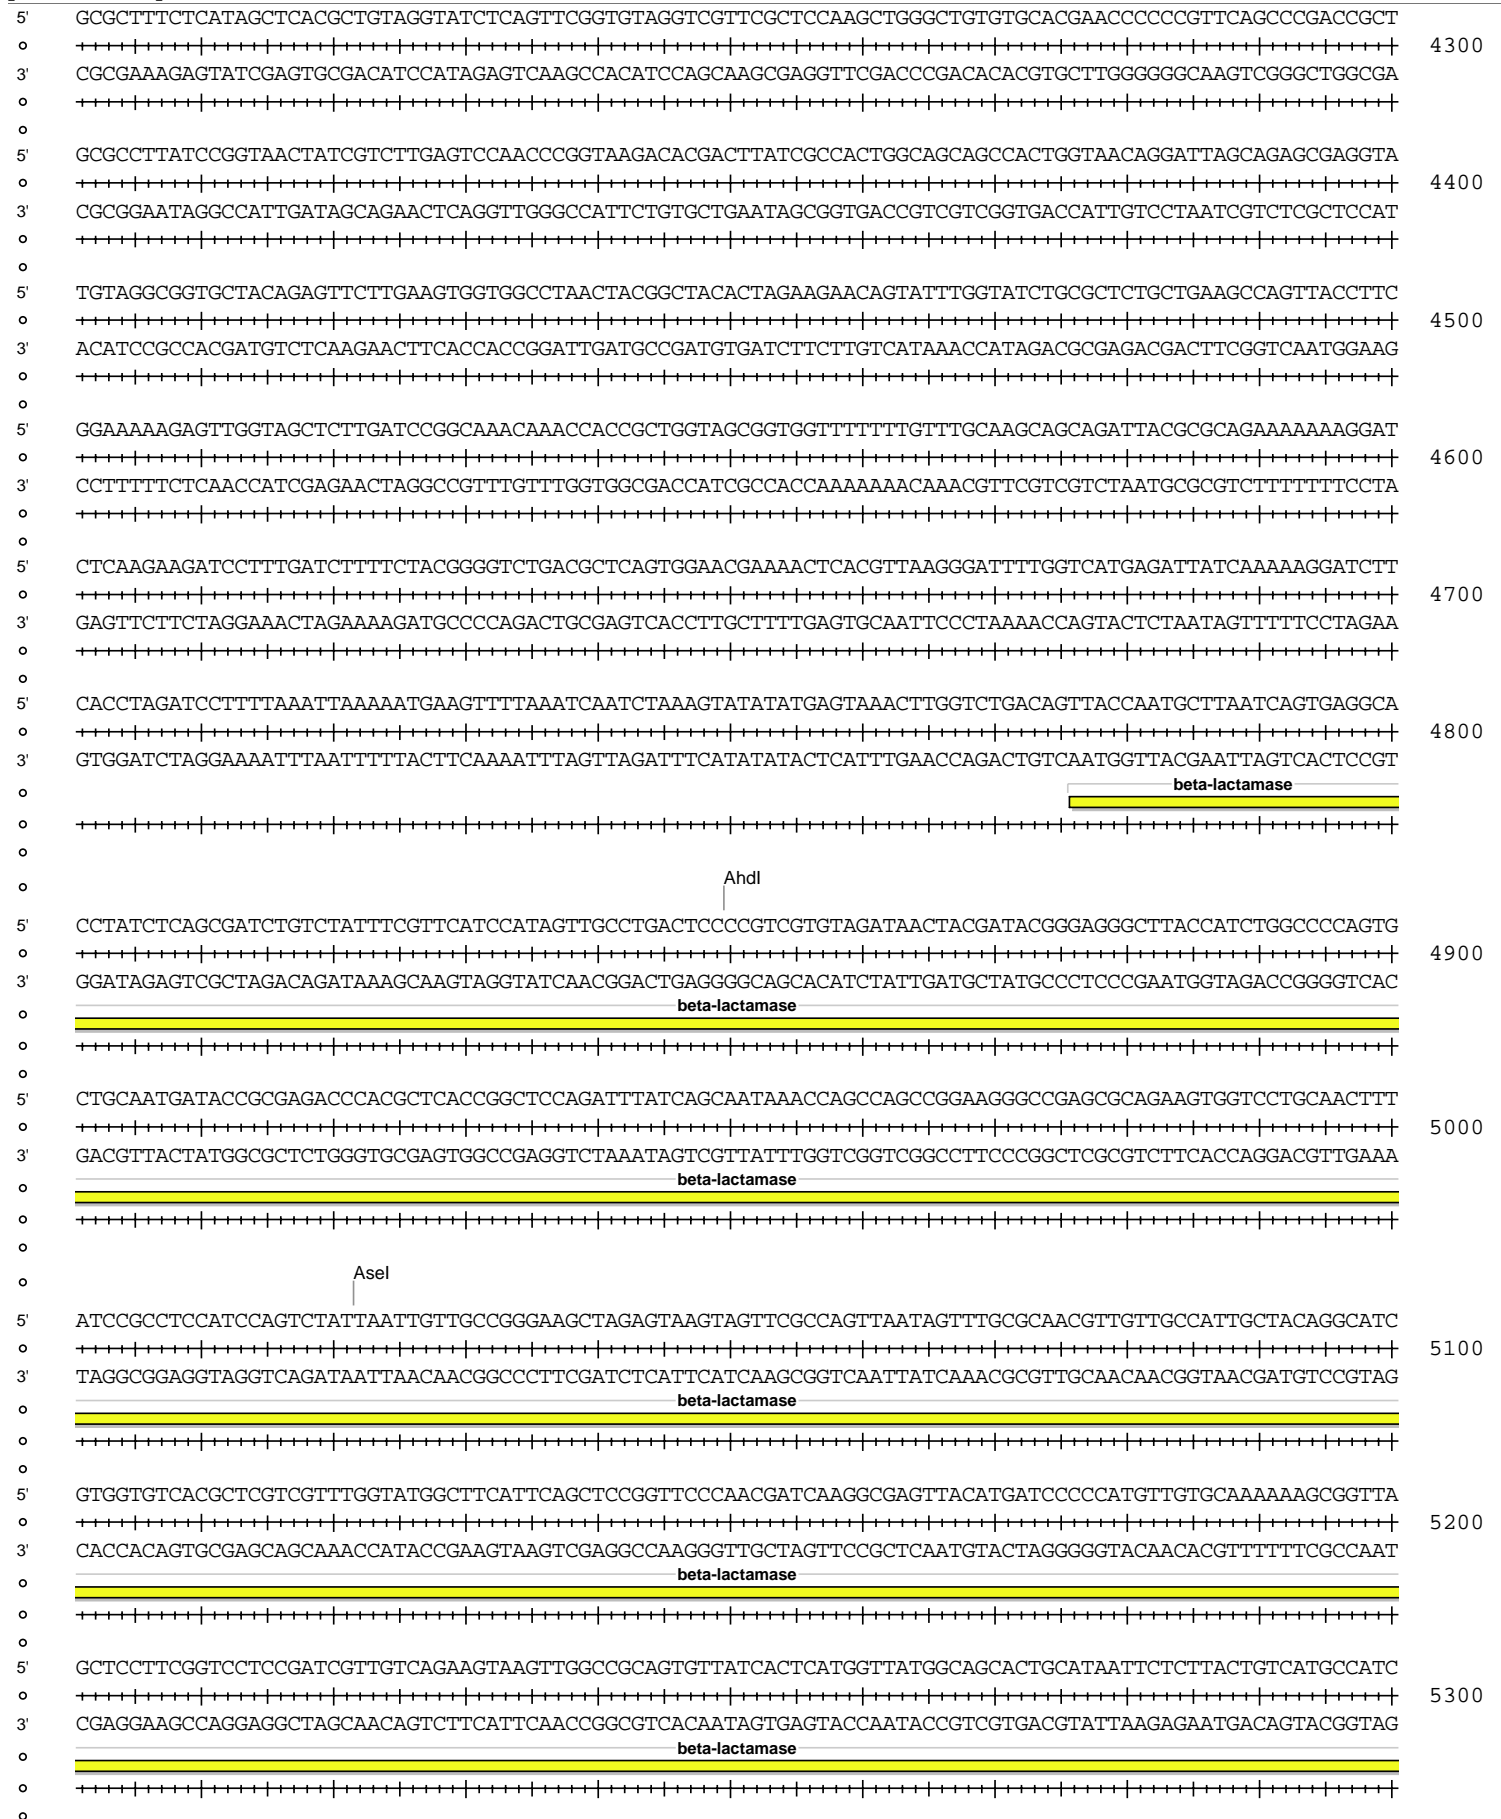 5' GCGCTTTCTCATAGCTCACGCTGTAGGTATCTCAGTTCGGTGTAGGTCGTTCGCTCCAAGCTGGGCTGTGTGCACGAACCCCCCGTTCAGCCCGACCGCT
4300
3' CGCGAAAGAGTATCGAGTGCGACATCCATAGAGTCAAGCCACATCCAGCAAGCGAGGTTCGACCCGACACACGTGCTTGGGGGGCAAGTCGGGCTGGCGA
5' GCGCCTTATCCGGTAACTATCGTCTTGAGTCCAACCCGGTAAGACACGACTTATCGCCACTGGCAGCAGCCACTGGTAACAGGATTAGCAGAGCGAGGTA
4400
3' CGCGGAATAGGCCATTGATAGCAGAACTCAGGTTGGGCCATTCTGTGCTGAATAGCGGTGACCGTCGTCGGTGACCATTGTCCTAATCGTCTCGCTCCAT
5' TGTAGGCGGTGCTACAGAGTTCTTGAAGTGGTGGCCTAACTACGGCTACACTAGAAGAACAGTATTTGGTATCTGCGCTCTGCTGAAGCCAGTTACCTTC
4500
3' ACATCCGCCACGATGTCTCAAGAACTTCACCACCGGATTGATGCCGATGTGATCTTCTTGTCATAAACCATAGACGCGAGACGACTTCGGTCAATGGAAG
5' GGAAAAAGAGTTGGTAGCTCTTGATCCGGCAAACAAACCACCGCTGGTAGCGGTGGTTTTTTTGTTTGCAAGCAGCAGATTACGCGCAGAAAAAAAGGAT
4600
3' CCTTTTTCTCAACCATCGAGAACTAGGCCGTTTGTTTGGTGGCGACCATCGCCACCAAAAAAACAAACGTTCGTCGTCTAATGCGCGTCTTTTTTTCCTA
5' CTCAAGAAGATCCTTTGATCTTTTCTACGGGGTCTGACGCTCAGTGGAACGAAAACTCACGTTAAGGGATTTTGGTCATGAGATTATCAAAAAGGATCTT
4700
3' GAGTTCTTCTAGGAAACTAGAAAAGATGCCCCAGACTGCGAGTCACCTTGCTTTTGAGTGCAATTCCCTAAAACCAGTACTCTAATAGTTTTTCCTAGAA
5' CACCTAGATCCTTTTAAATTAAAAATGAAGTTTTAAATCAATCTAAAGTATATATGAGTAAACTTGGTCTGACAGTTACCAATGCTTAATCAGTGAGGCA
4800
3' GTGGATCTAGGAAAATTTAATTTTTACTTCAAAATTTAGTTAGATTTCATATATACTCATTTGAACCAGACTGTCAATGGTTACGAATTAGTCACTCCGT
beta-lactamase
AhdI
5' CCTATCTCAGCGATCTGTCTATTTCGTTCATCCATAGTTGCCTGACTCCCCGTCGTGTAGATAACTACGATACGGGAGGGCTTACCATCTGGCCCCAGTG
4900
3' GGATAGAGTCGCTAGACAGATAAAGCAAGTAGGTATCAACGGACTGAGGGGCAGCACATCTATTGATGCTATGCCCTCCCGAATGGTAGACCGGGGTCAC
beta-lactamase
5' CTGCAATGATACCGCGAGACCCACGCTCACCGGCTCCAGATTTATCAGCAATAAACCAGCCAGCCGGAAGGGCCGAGCGCAGAAGTGGTCCTGCAACTTT
5000
3' GACGTTACTATGGCGCTCTGGGTGCGAGTGGCCGAGGTCTAAATAGTCGTTATTTGGTCGGTCGGCCTTCCCGGCTCGCGTCTTCACCAGGACGTTGAAA
beta-lactamase
AseI
5' ATCCGCCTCCATCCAGTCTATTAATTGTTGCCGGGAAGCTAGAGTAAGTAGTTCGCCAGTTAATAGTTTGCGCAACGTTGTTGCCATTGCTACAGGCATC
5100
3' TAGGCGGAGGTAGGTCAGATAATTAACAACGGCCCTTCGATCTCATTCATCAAGCGGTCAATTATCAAACGCGTTGCAACAACGGTAACGATGTCCGTAG
beta-lactamase
5' GTGGTGTCACGCTCGTCGTTTGGTATGGCTTCATTCAGCTCCGGTTCCCAACGATCAAGGCGAGTTACATGATCCCCCATGTTGTGCAAAAAAGCGGTTA
5200
3' CACCACAGTGCGAGCAGCAAACCATACCGAAGTAAGTCGAGGCCAAGGGTTGCTAGTTCCGCTCAATGTACTAGGGGGTACAACACGTTTTTTCGCCAAT
beta-lactamase
5' GCTCCTTCGGTCCTCCGATCGTTGTCAGAAGTAAGTTGGCCGCAGTGTTATCACTCATGGTTATGGCAGCACTGCATAATTCTCTTACTGTCATGCCATC
5300
3' CGAGGAAGCCAGGAGGCTAGCAACAGTCTTCATTCAACCGGCGTCACAATAGTGAGTACCAATACCGTCGTGACGTATTAAGAGAATGACAGTACGGTAG
beta-lactamase